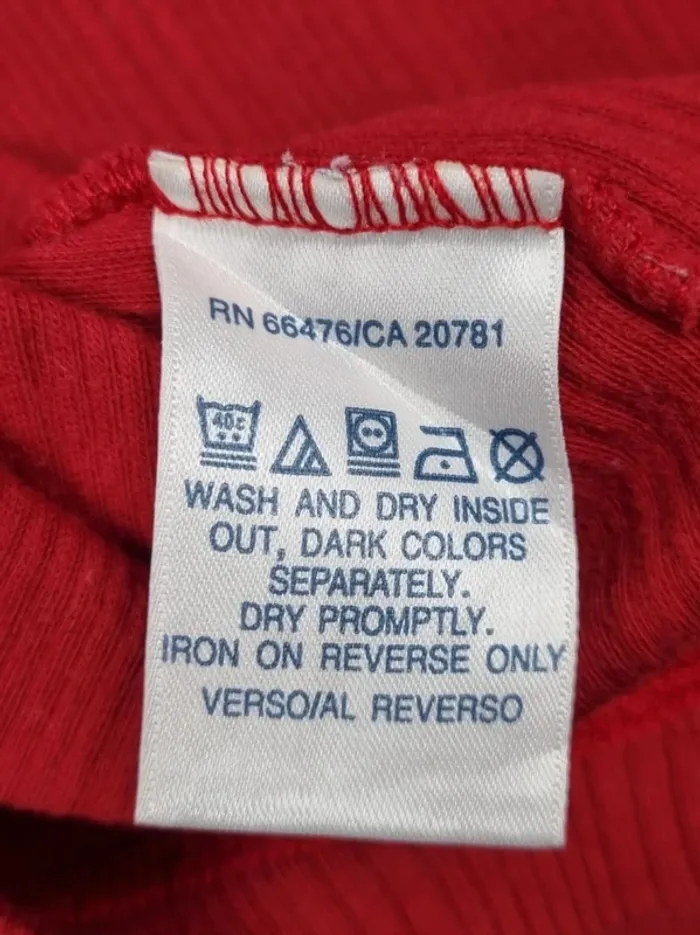 RN 66476/CA 20781
40c
WASH AND DRY INSIDE
OUT, DARK COLORS
SEPARATELY.
DRY PROMPTLY.
IRON ON REVERSE ONLY
VERSO/AL REVERSO